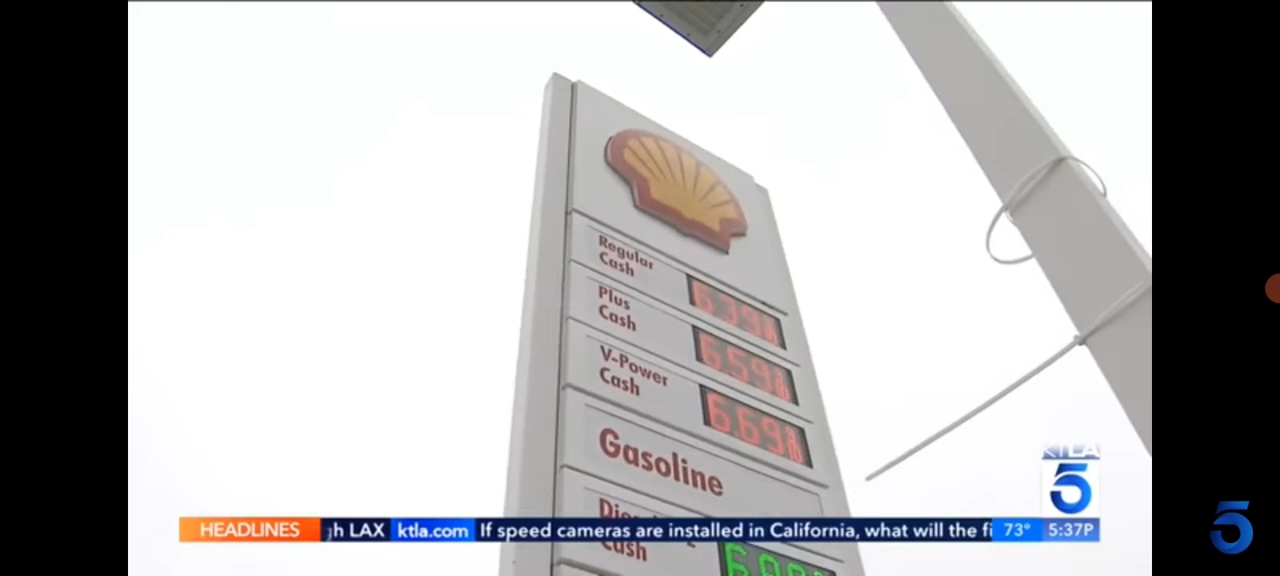 Regular
Cash
6.39
Plus
Cash
6.59
V-Power
Cash
6.69
Gasoline
Cash
KTLA
5
HEADLINES
h LAX
ktla.com
If speed cameras are installed in California, what will the fi
73°
5:37P
5